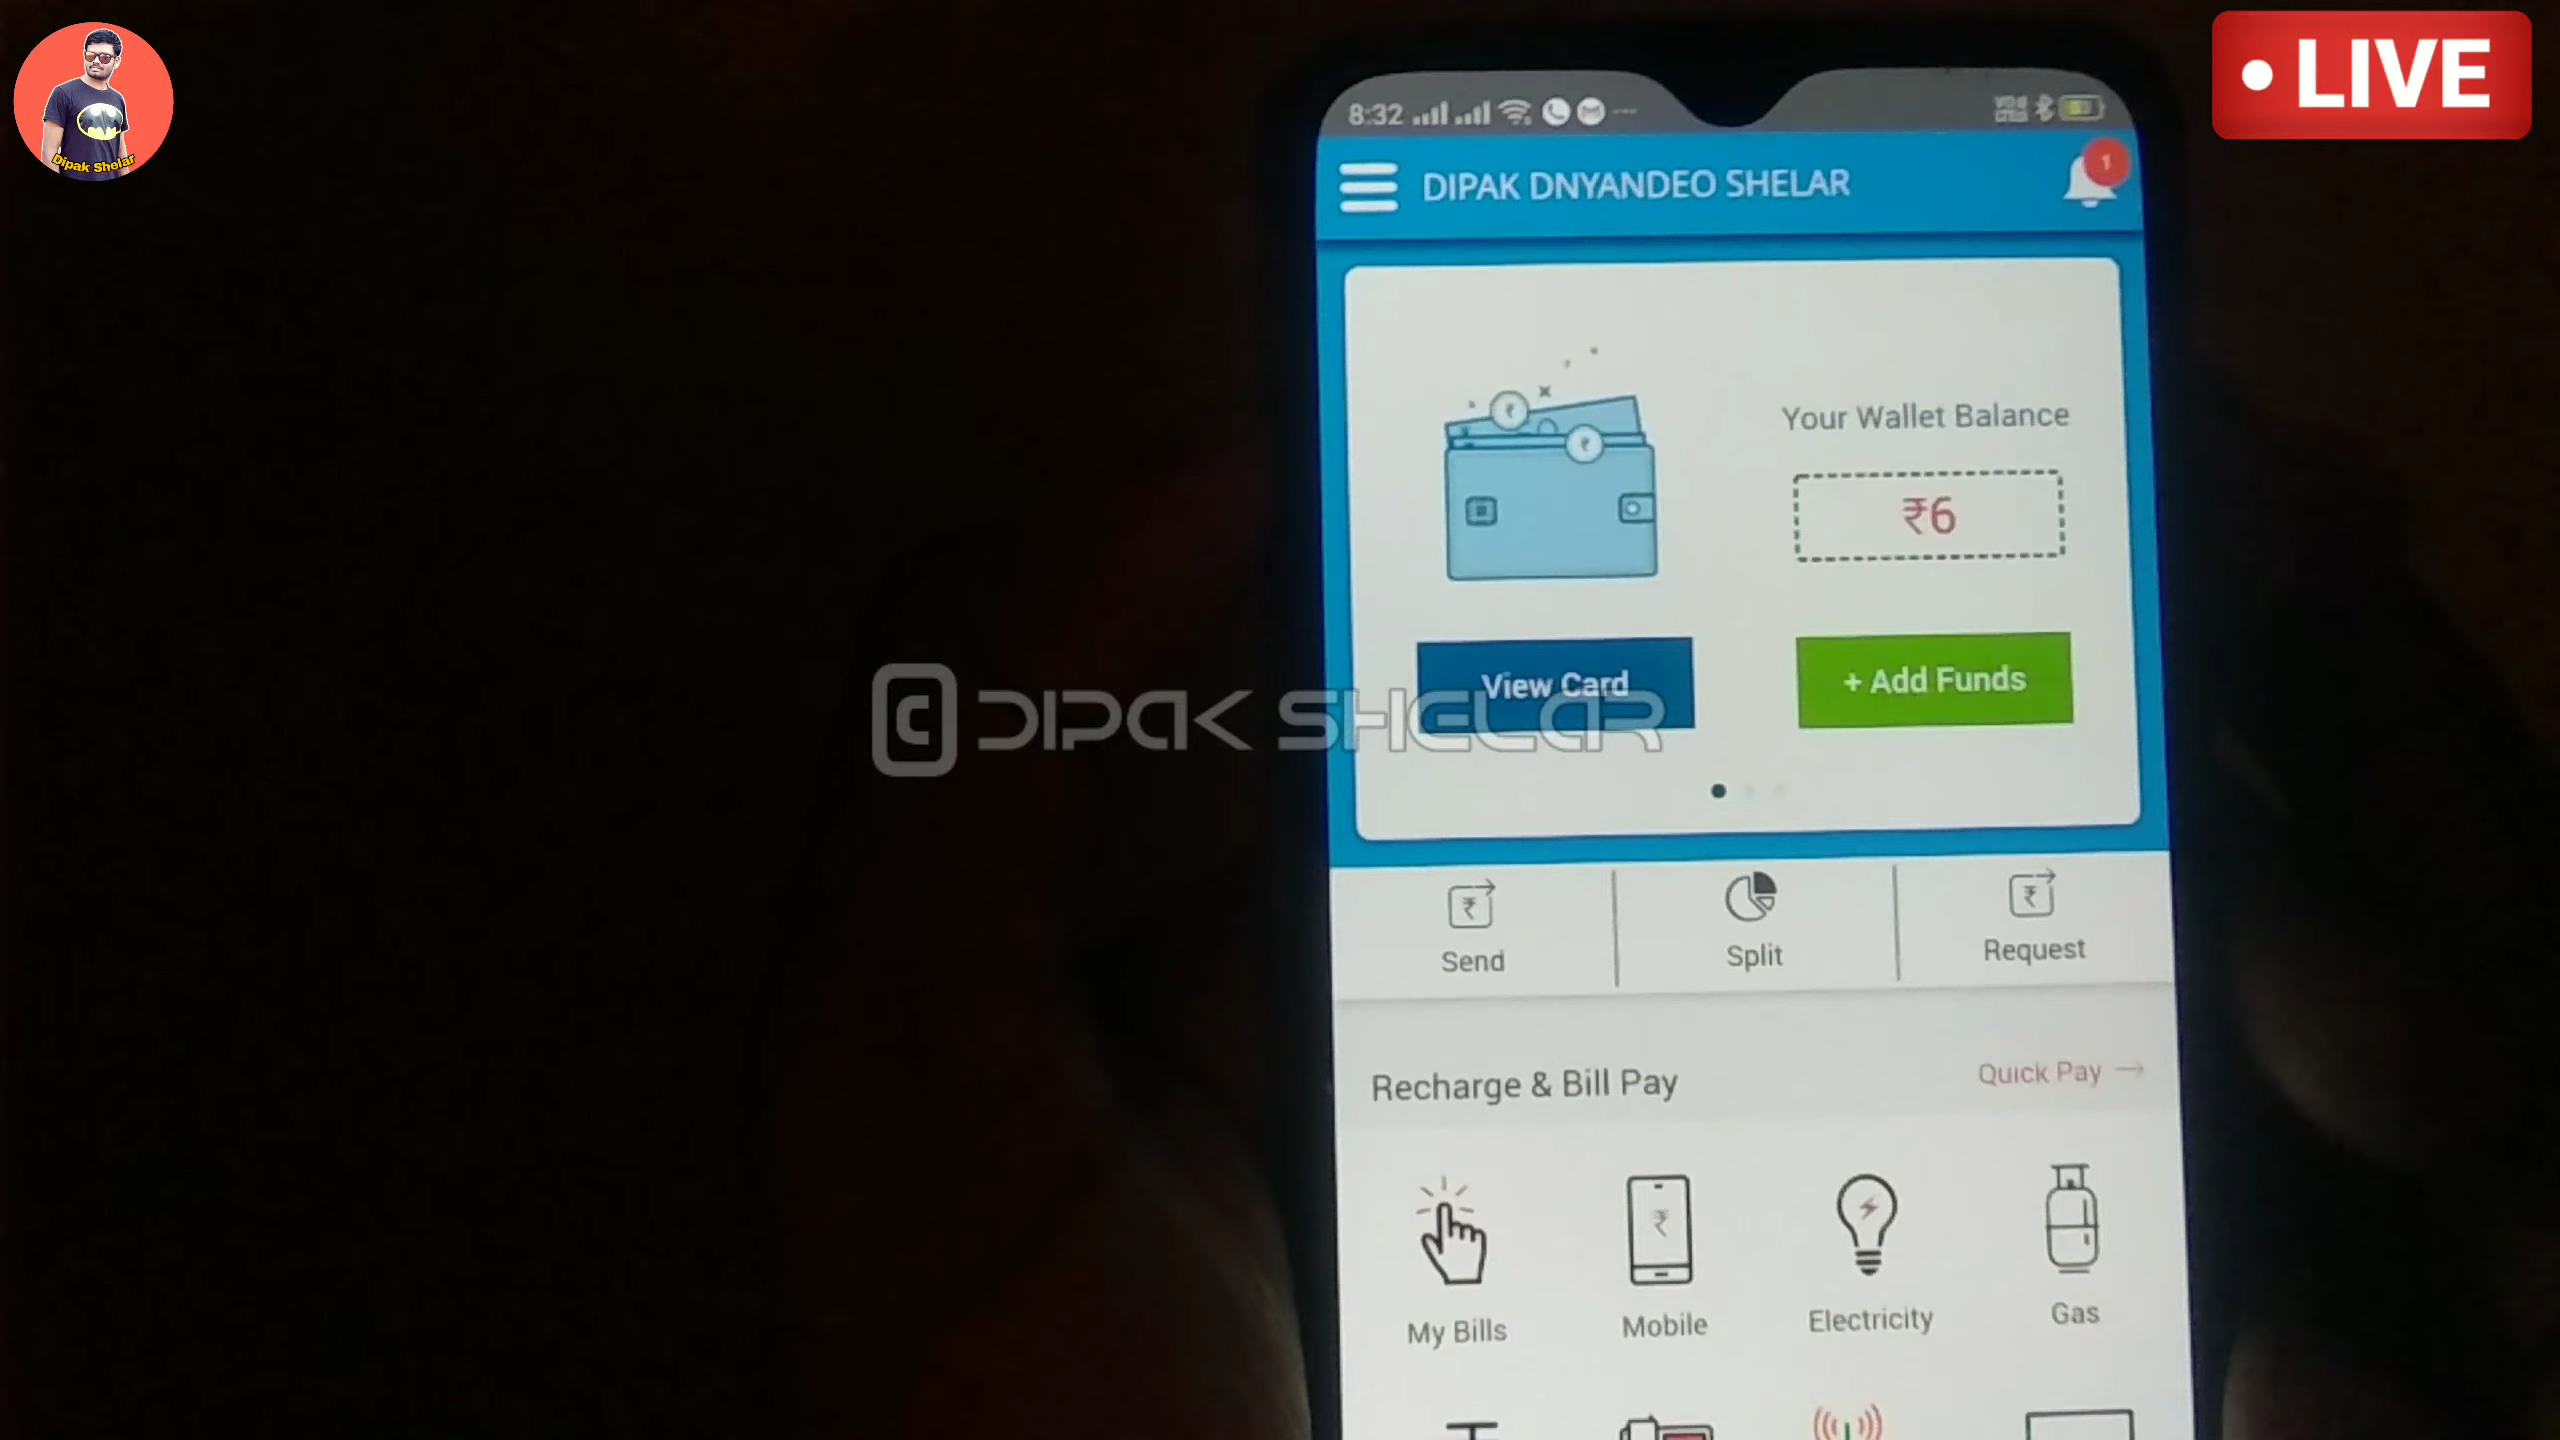 Dipak Shelar
LIVE
8:32
DIPAK DNYANDEO SHELAR
1
Your Wallet Balance
₹6
View Card
+ Add Funds
DIPAK SHELAR
Send
Split
Request
Recharge & Bill Pay
Quick Pay
My Bills
Mobile
Electricity
Gas